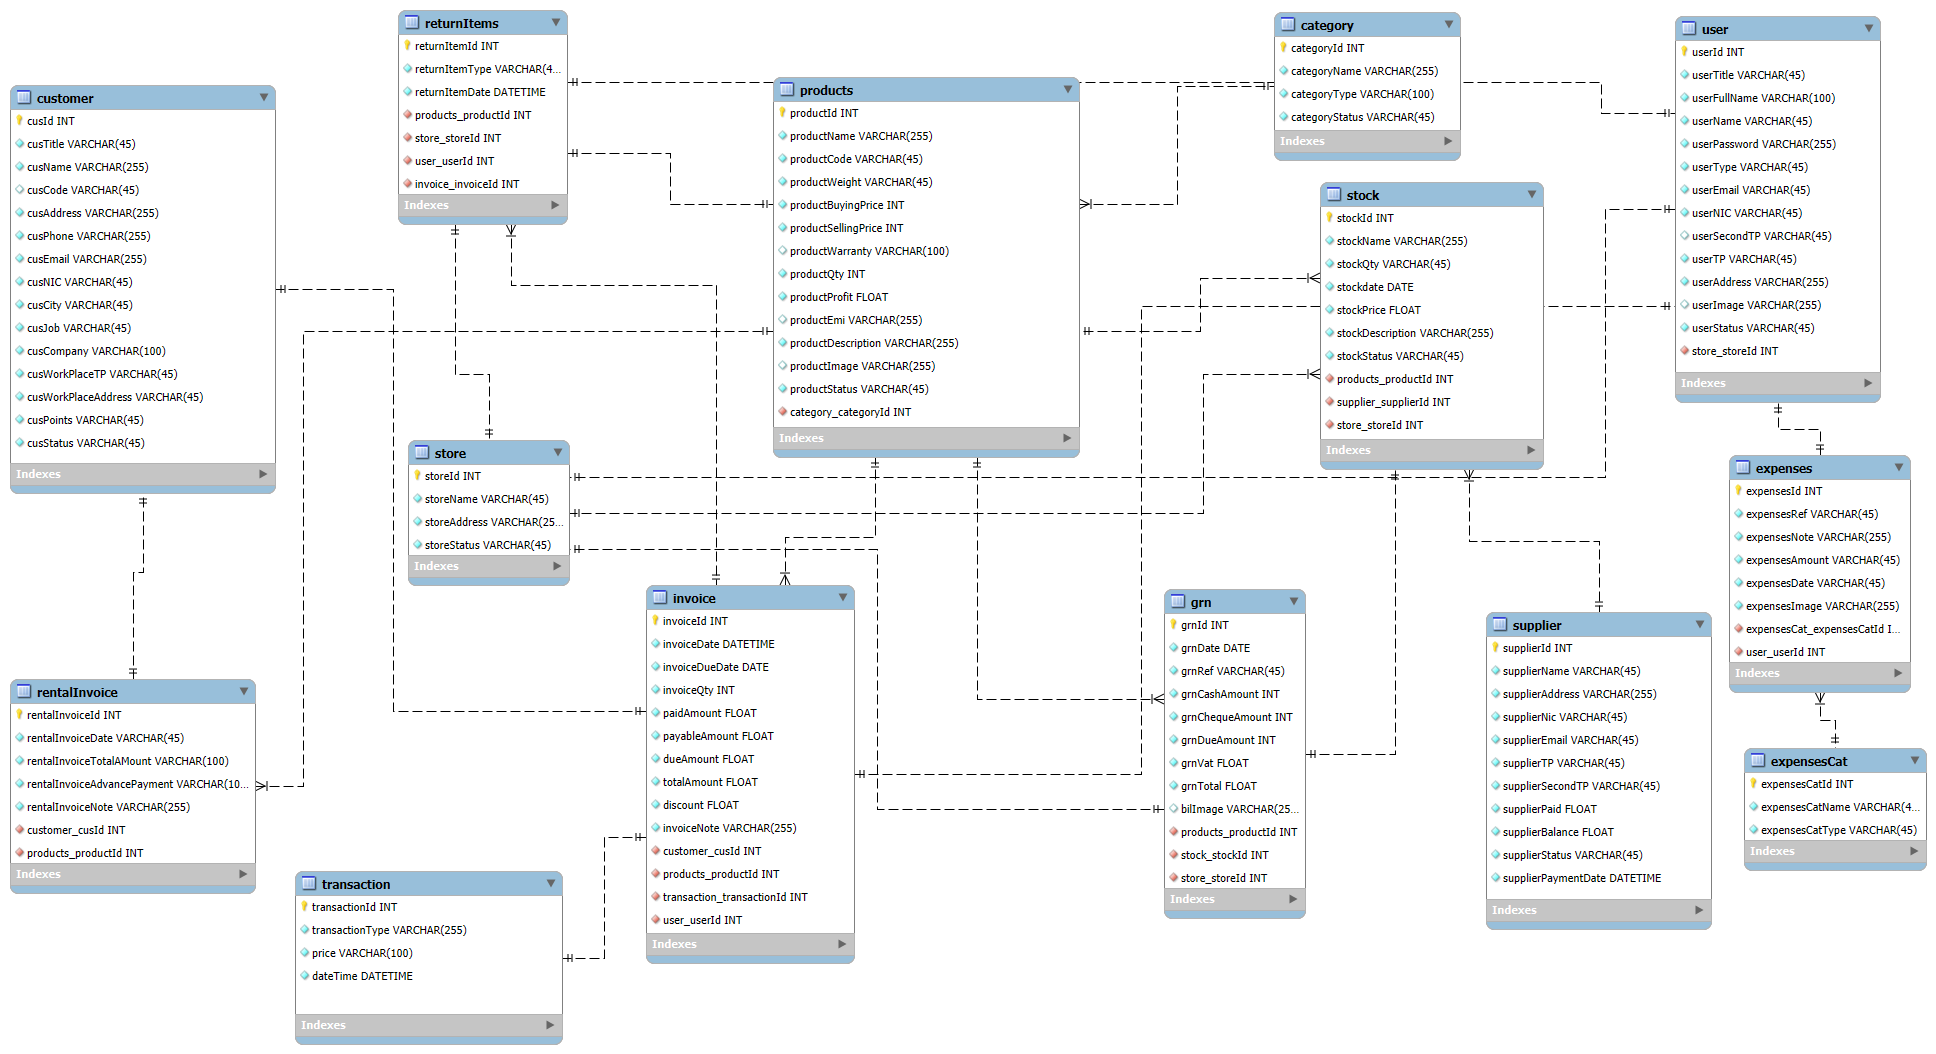 returnItems
returnItemId INT
returnItemType VARCHAR(4...
returnItemDate DATETIME
products_productId INT
store_storeId INT
user_userId INT
invoice_invoiceId INT
Indexes
category
categoryId INT
categoryName VARCHAR(255)
categoryType VARCHAR(100)
categoryStatus VARCHAR(45)
Indexes
user
userId INT
userTitle VARCHAR(45)
userFullName VARCHAR(100)
userName VARCHAR(45)
userPassword VARCHAR(255)
userType VARCHAR(45)
userEmail VARCHAR(45)
userNIC VARCHAR(45)
userSecondTP VARCHAR(45)
userTP VARCHAR(45)
userAddress VARCHAR(255)
userImage VARCHAR(255)
userStatus VARCHAR(45)
store_storeId INT
Indexes
customer
cusId INT
cusTitle VARCHAR(45)
cusName VARCHAR(255)
cusCode VARCHAR(45)
cusAddress VARCHAR(255)
cusPhone VARCHAR(255)
cusEmail VARCHAR(255)
cusNIC VARCHAR(45)
cusCity VARCHAR(45)
cusJob VARCHAR(45)
cusCompany VARCHAR(100)
cusWorkPlaceTP VARCHAR(45)
cusWorkPlaceAddress VARCHAR(45)
cusPoints VARCHAR(45)
cusStatus VARCHAR(45)
Indexes
products
productId INT
productName VARCHAR(255)
productCode VARCHAR(45)
productWeight VARCHAR(45)
productBuyingPrice INT
productSellingPrice INT
productWarranty VARCHAR(100)
productQty INT
productProfit FLOAT
productEmi VARCHAR(255)
productDescription VARCHAR(255)
productImage VARCHAR(255)
productStatus VARCHAR(45)
category_categoryId INT
Indexes
stock
stockId INT
stockName VARCHAR(255)
stockQty VARCHAR(45)
stockdate DATE
stockPrice FLOAT
stockDescription VARCHAR(255)
stockStatus VARCHAR(45)
products_productId INT
supplier_supplierId INT
store_storeId INT
Indexes
store
storeId INT
storeName VARCHAR(45)
storeAddress VARCHAR(25...
storeStatus VARCHAR(45)
Indexes
expenses
expensesId INT
expensesRef VARCHAR(45)
expensesNote VARCHAR(255)
expensesAmount VARCHAR(45)
expensesDate VARCHAR(45)
expensesImage VARCHAR(255)
expensesCat_expensesCatId I...
user_userId INT
Indexes
invoice
invoiceId INT
invoiceDate DATETIME
invoiceDueDate DATE
invoiceQty INT
paidAmount FLOAT
payableAmount FLOAT
dueAmount FLOAT
totalAmount FLOAT
discount FLOAT
invoiceNote VARCHAR(255)
customer_cusId INT
products_productId INT
transaction_transactionId INT
user_userId INT
Indexes
grn
grnId INT
grnDate DATE
grnRef VARCHAR(45)
grnCashAmount INT
grnChequeAmount INT
grnDueAmount INT
grnVat FLOAT
grnTotal FLOAT
bilImage VARCHAR(25...
products_productId INT
stock_stockId INT
store_storeId INT
Indexes
supplier
supplierId INT
supplierName VARCHAR(45)
supplierAddress VARCHAR(255)
supplierNic VARCHAR(45)
supplierEmail VARCHAR(45)
supplierTP VARCHAR(45)
supplierSecondTP VARCHAR(45)
supplierPaid FLOAT
supplierBalance FLOAT
supplierStatus VARCHAR(45)
supplierPaymentDate DATETIME
Indexes
rentalInvoice
rentalInvoiceId INT
rentalInvoiceDate VARCHAR(45)
rentalInvoiceTotalAMount VARCHAR(100)
rentalInvoiceAdvancePayment VARCHAR(10...
rentalInvoiceNote VARCHAR(255)
customer_cusId INT
products_productId INT
Indexes
expensesCat
expensesCatId INT
expensesCatName VARCHAR(4...
expensesCatType VARCHAR(45)
Indexes
transaction
transactionId INT
transactionType VARCHAR(255)
price VARCHAR(100)
dateTime DATETIME
Indexes